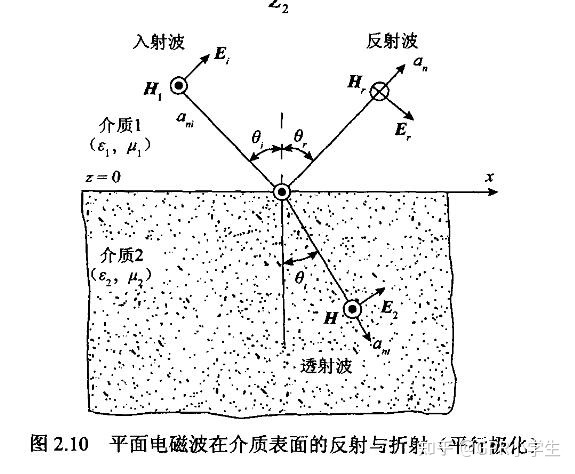 Z₂
入射波
反射波
Eᵢ
aₙ
H₁
Hᵣ
aₙᵢ
Eᵣ
介质1
(ε₁, μ₁)
θᵢ
θᵣ
z=0
x
介质2
(ε₂, μ₂)
θₜ
H
E₂
aₙₜ
透射波
图 2.10 平面电磁波在介质表面的反射与折射（平行极化）